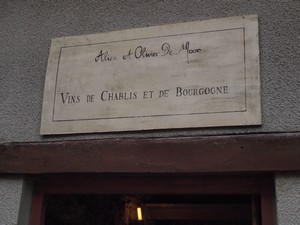 Alice et Olivier De Moor
VINS DE CHABLIS ET DE BOURGOGNE